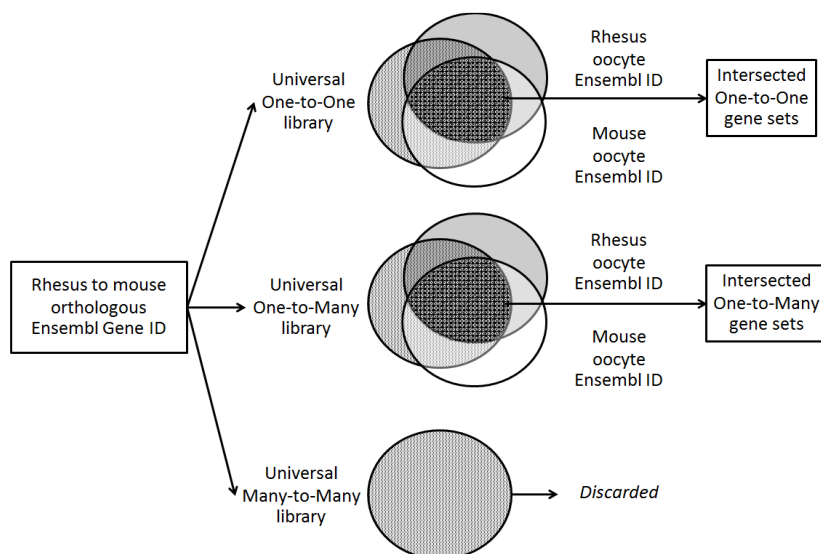 Rhesus to mouse
orthologous
Ensembl Gene ID
Universal
One-to-One
library
Rhesus
oocyte
Ensembl ID
Mouse
oocyte
Ensembl ID
Intersected
One-to-One
gene sets
Universal
One-to-Many
library
Rhesus
oocyte
Ensembl ID
Mouse
oocyte
Ensembl ID
Intersected
One-to-Many
gene sets
Universal
Many-to-Many
library
Discarded